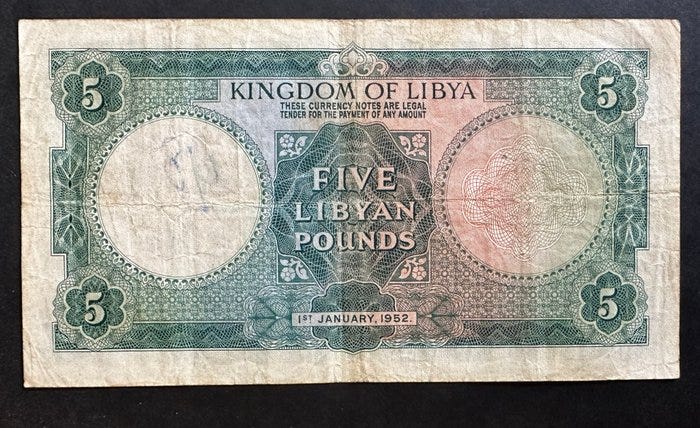 5 5
KINGDOM OF LIBYA
THESE CURRENCY NOTES ARE LEGAL
TENDER FOR THE PAYMENT OF ANY AMOUNT
FIVE
LIBYAN
POUNDS
5 5
1ST JANUARY, 1952.